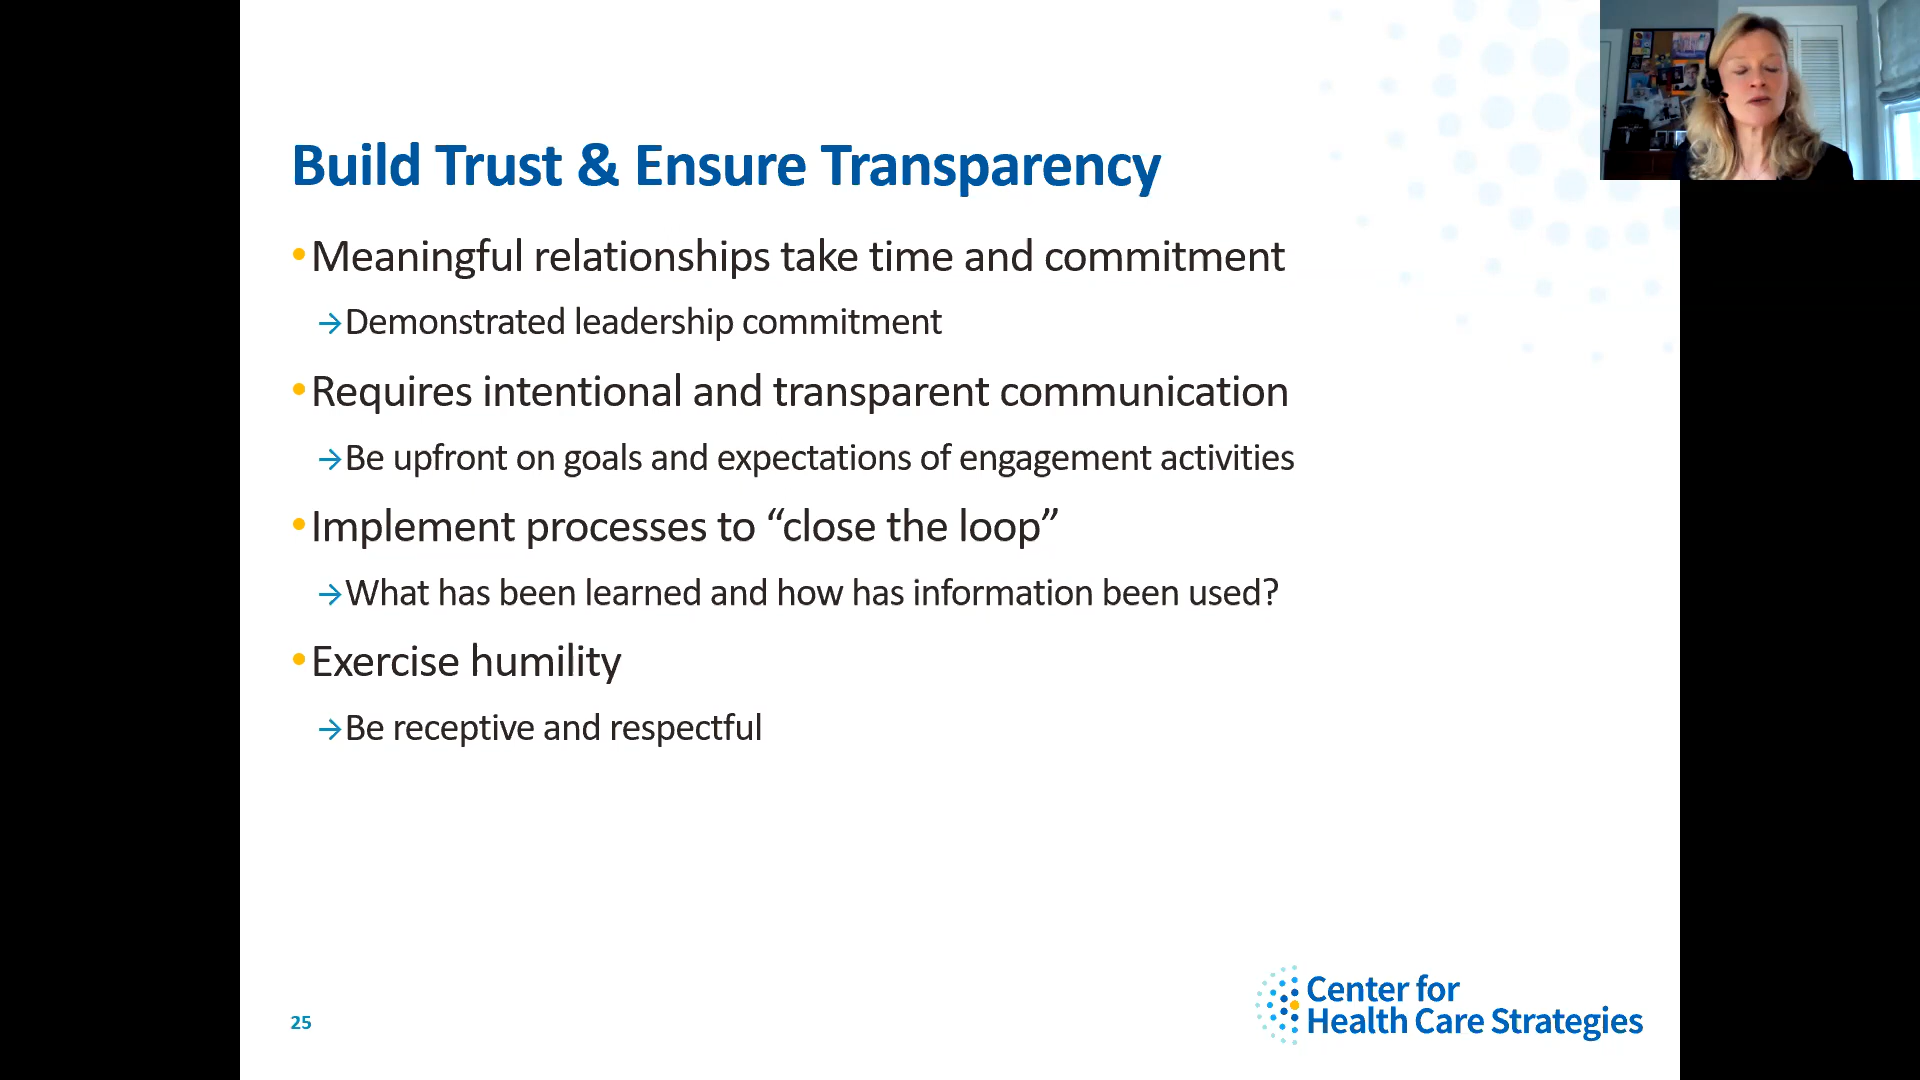 Build Trust & Ensure Transparency
•Meaningful relationships take time and commitment
→Demonstrated leadership commitment
•Requires intentional and transparent communication
→Be upfront on goals and expectations of engagement activities
•Implement processes to “close the loop”
→What has been learned and how has information been used?
•Exercise humility
→Be receptive and respectful
25
Center for
Health Care Strategies